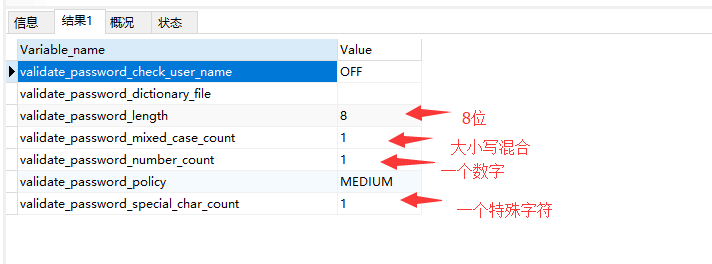 信息 结果1 概况 状态
Variable_name Value
validate_password_check_user_name OFF
validate_password_dictionary_file
validate_password_length 8 8位
validate_password_mixed_case_count 1 大小写混合
validate_password_number_count 1 一个数字
validate_password_policy MEDIUM
validate_password_special_char_count 1 一个特殊字符